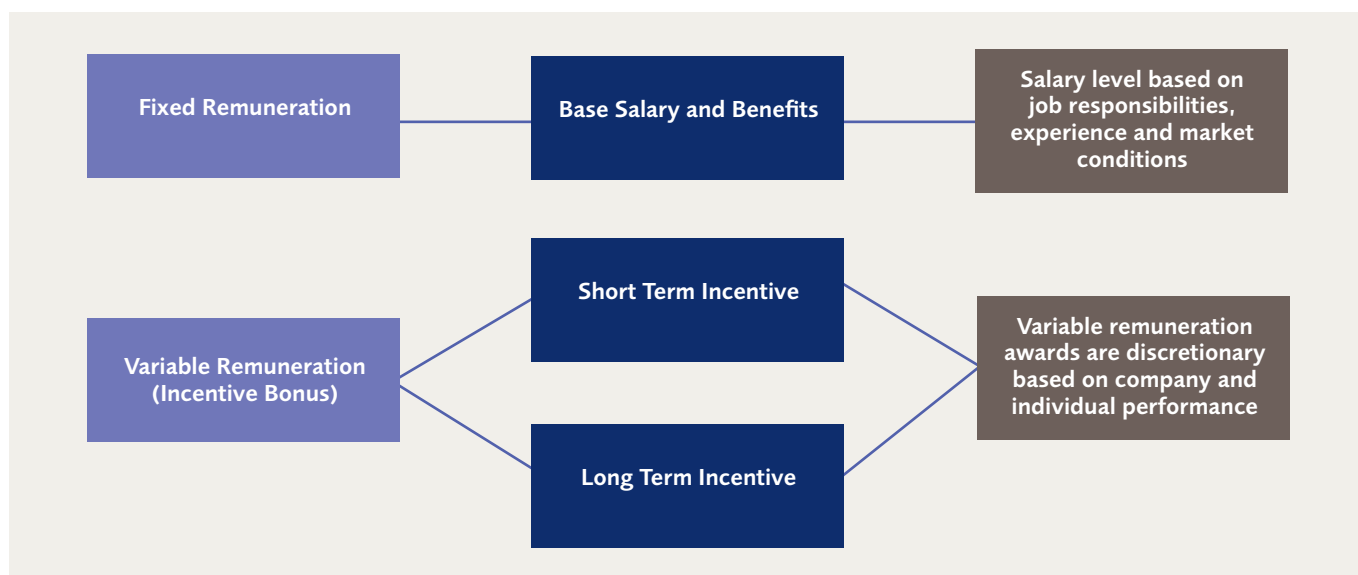 Fixed Remuneration
Base Salary and Benefits
Salary level based on
job responsibilities,
experience and market
conditions
Variable Remuneration
(Incentive Bonus)
Short Term Incentive
Long Term Incentive
Variable remuneration
awards are discretionary
based on company and
individual performance